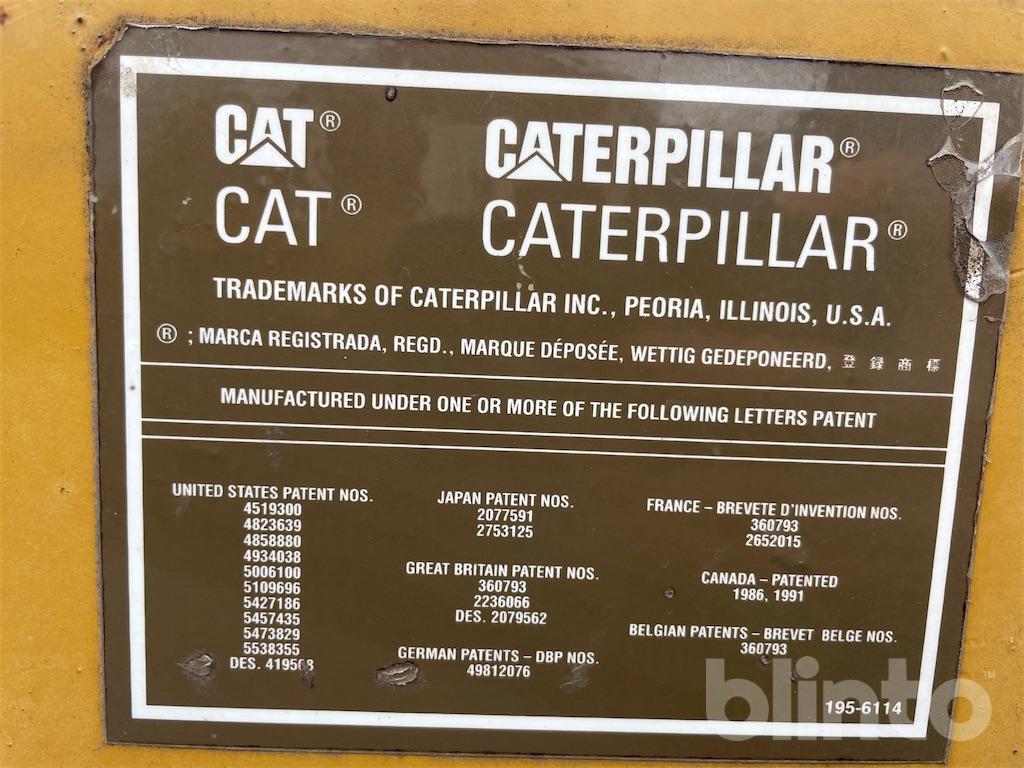 CAT® CATERPILLAR®
CAT® CATERPILLAR®
TRADEMARKS OF CATERPILLAR INC., PEORIA, ILLINOIS, U.S.A.
® ; MARCA REGISTRADA, REGD., MARQUE DÉPOSÉE, WETTIG GEDEPONEERD, 登録商標
MANUFACTURED UNDER ONE OR MORE OF THE FOLLOWING LETTERS PATENT
UNITED STATES PATENT NOS.
4519300
4823639
4858880
4934038
5006100
5109696
5427186
5457435
5473829
5538355
DES.
JAPAN PATENT NOS.
2077591
2753125
GREAT BRITAIN PATENT NOS.
360793
2236066
DES. 2079562
GERMAN PATENTS – DBP NOS.
49812076
FRANCE – BREVETE D'INVENTION NOS.
360793
2652015
CANADA – PATENTED
1986, 1991
BELGIAN PATENTS – BREVET BELGE NOS.
360793
195-6114
blinto™